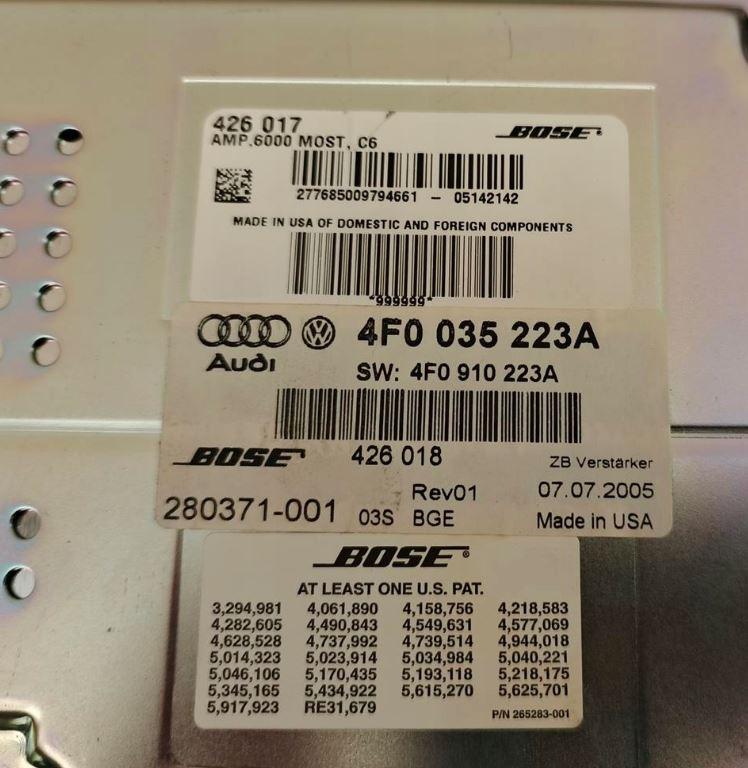 426 017
BOSE®
AMP.6000 MOST, C6
277685009794661 - 05142142
MADE IN USA OF DOMESTIC AND FOREIGN COMPONENTS
*999999*
Audi
4F0 035 223A
SW: 4F0 910 223A
BOSE
426 018
ZB Verstärker
280371-001
Rev01
07.07.2005
03S BGE
Made in USA
BOSE®
AT LEAST ONE U.S. PAT.
3,294,981 4,061,890 4,158,756 4,218,583
4,282,605 4,490,843 4,549,631 4,577,069
4,628,528 4,737,992 4,739,514 4,944,018
5,014,323 5,023,914 5,034,984 5,040,221
5,046,106 5,170,435 5,193,118 5,218,175
5,345,165 5,434,922 5,615,270 5,625,701
5,917,923 RE31,679
P/N 265283-001